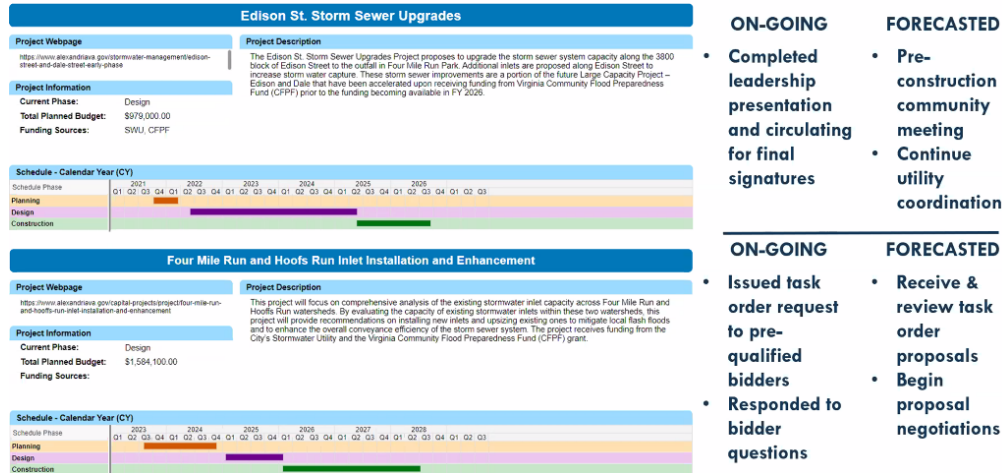 Edison St. Storm Sewer Upgrades
Project Webpage
https://www.alexandriava.gov/stormwater-management/edison-
street-and-dale-street-early-phase
Project Information
Current Phase: Design
Total Planned Budget: $979,000.00
Funding Sources: SWU, CFPF
Project Description
The Edison St. Storm Sewer Upgrades Project proposes to upgrade the storm sewer system capacity along the 3800
block of Edison Street to the outfall in Four Mile Run Park. Additional inlets are proposed along Edison Street to
increase storm water capture. These storm sewer improvements are a portion of the future Large Capacity Project –
Edison and Dale that have been accelerated upon receiving funding from Virginia Community Flood Preparedness
Fund (CFPF) prior to the funding becoming available in FY 2026.
Schedule - Calendar Year (CY)
Schedule Phase
2021 2022 2023 2024 2025 2026
Q1 Q2 Q3 Q4 Q1 Q2 Q3 Q4 Q1 Q2 Q3 Q4 Q1 Q2 Q3 Q4 Q1 Q2 Q3 Q4 Q1 Q2 Q3
Planning
Design
Construction
ON-GOING
• Completed
leadership
presentation
and circulating
for final
signatures
FORECASTED
• Pre-
construction
community
meeting
• Continue
utility
coordination
Four Mile Run and Hoofs Run Inlet Installation and Enhancement
Project Webpage
https://www.alexandriava.gov/capital-projects/project/four-mile-run-
and-hoofs-run-inlet-installation-and-enhancement
Project Information
Current Phase: Design
Total Planned Budget: $1,584,100.00
Funding Sources:
Project Description
This project will focus on comprehensive analysis of the existing stormwater inlet capacity across Four Mile Run and
Hooffs Run watersheds. By evaluating the capacity of existing stormwater inlets within these two watersheds, this
project will provide recommendations on installing new inlets and upsizing existing ones to mitigate local flash floods
and to enhance the overall conveyance efficiency of the storm sewer system. The project receives funding from the
City's Stormwater Utility and the Virginia Community Flood Preparedness Fund (CFPF) grant.
Schedule - Calendar Year (CY)
Schedule Phase
2023 2024 2025 2026 2027 2028
Q1 Q2 Q3 Q4 Q1 Q2 Q3 Q4 Q1 Q2 Q3 Q4 Q1 Q2 Q3 Q4 Q1 Q2 Q3 Q4 Q1 Q2 Q3
Planning
Design
Construction
ON-GOING
• Issued task
order request
to pre-
qualified
bidders
• Responded to
bidder
questions
FORECASTED
• Receive &
review task
order
proposals
• Begin
proposal
negotiations